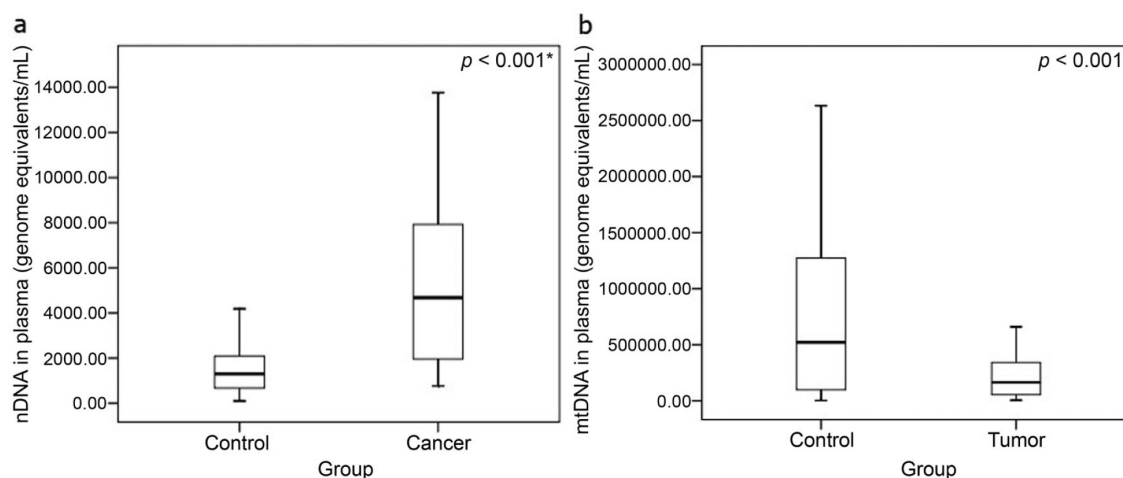 a
nDNA in plasma (genome equivalents/mL)
p < 0.001*
14000.00
12000.00
10000.00
8000.00
6000.00
4000.00
2000.00
0.00
Control
Cancer
Group
b
mtDNA in plasma (genome equivalents/mL)
p < 0.001
3000000.00
2500000.00
2000000.00
1500000.00
1000000.00
500000.00
0.00
Control
Tumor
Group